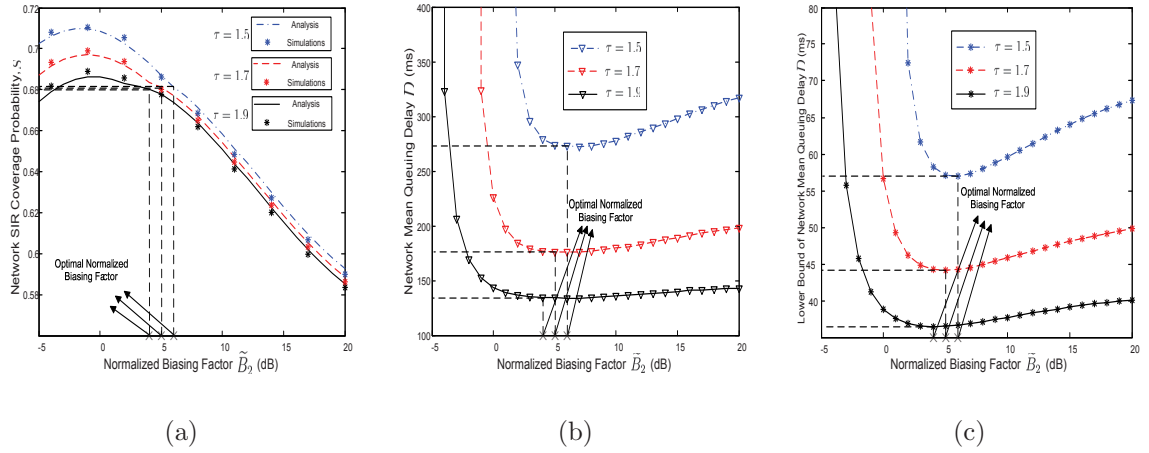 Network SIR Coverage Probability, S
0.72
0.7
0.68
0.66
0.64
0.62
0.6
0.58
-5
0
5
10
15
20
Normalized Biasing Factor B̃₂ (dB)
τ = 1.5
Analysis
Simulations
τ = 1.7
Analysis
Simulations
τ = 1.9
Analysis
Simulations
Optimal Normalized
Biasing Factor
(a)
Network Mean Queuing Delay D (ms)
400
350
300
250
200
150
100
-5
0
5
10
15
20
Normalized Biasing Factor B̃₂ (dB)
τ = 1.5
τ = 1.7
τ = 1.9
Optimal Normalized
Biasing Factor
(b)
Lower Bound of Network Mean Queuing Delay D (ms)
80
75
70
65
60
55
50
45
40
-5
0
5
10
15
20
Normalized Biasing Factor B̃₂ (dB)
τ = 1.5
τ = 1.7
τ = 1.9
Optimal Normalized
Biasing Factor
(c)